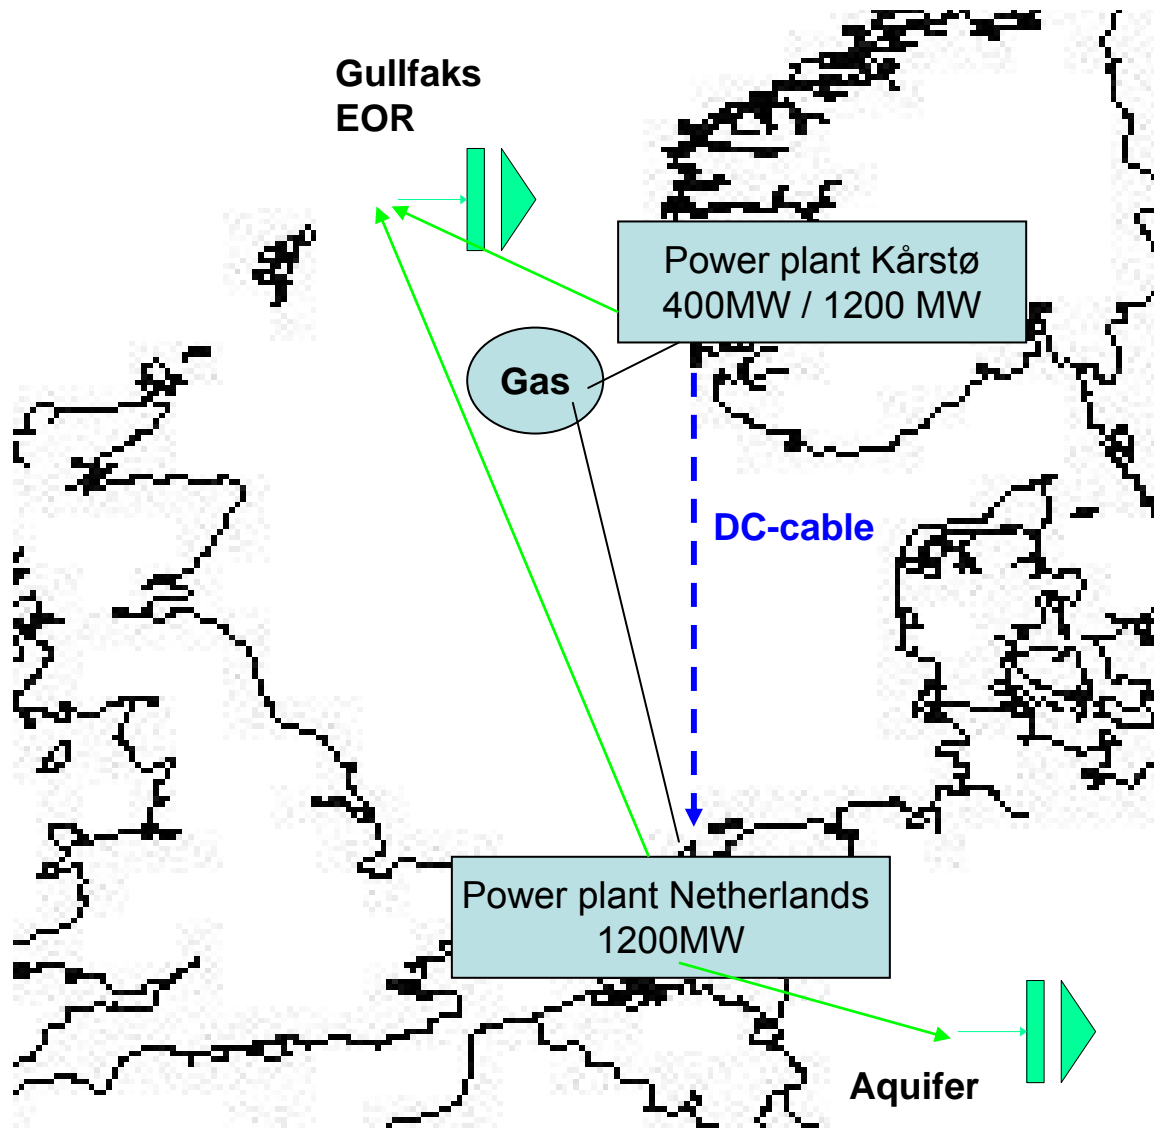 Gullfaks
EOR
Power plant Kårstø
400MW / 1200 MW
Gas
DC-cable
Power plant Netherlands
1200MW
Aquifer